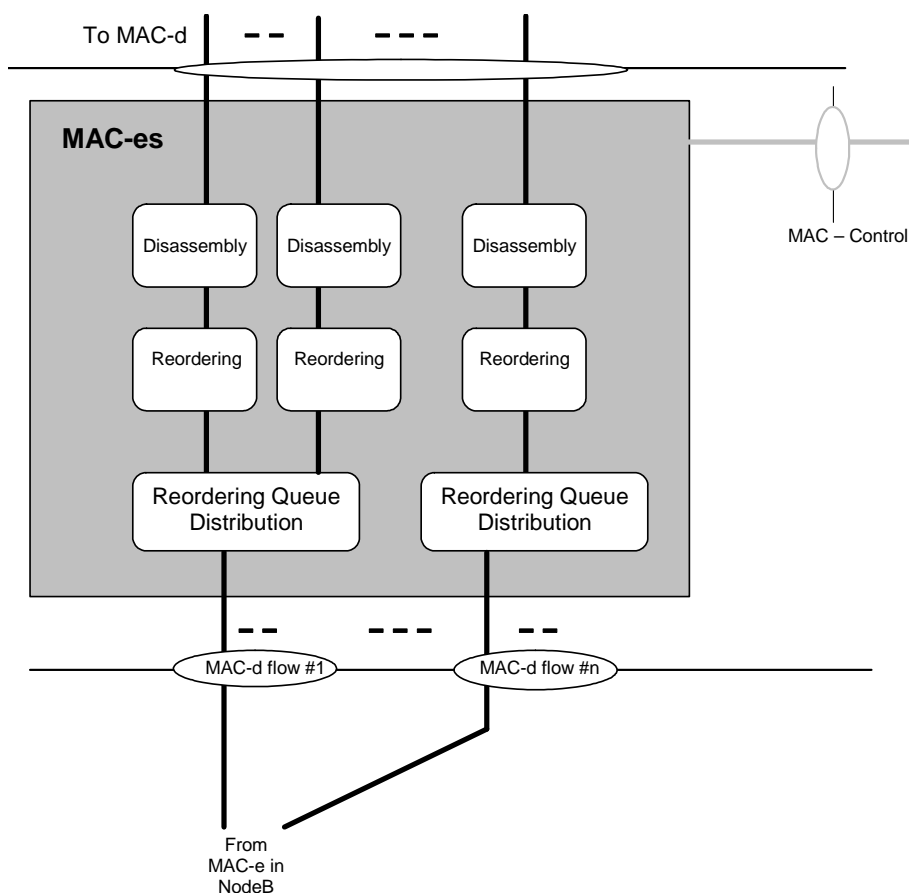 To MAC-d
MAC-es
MAC – Control
Disassembly
Disassembly
Disassembly
Reordering
Reordering
Reordering
Reordering Queue
Distribution
Reordering Queue
Distribution
MAC-d flow #1
MAC-d flow #n
From
MAC-e in
NodeB